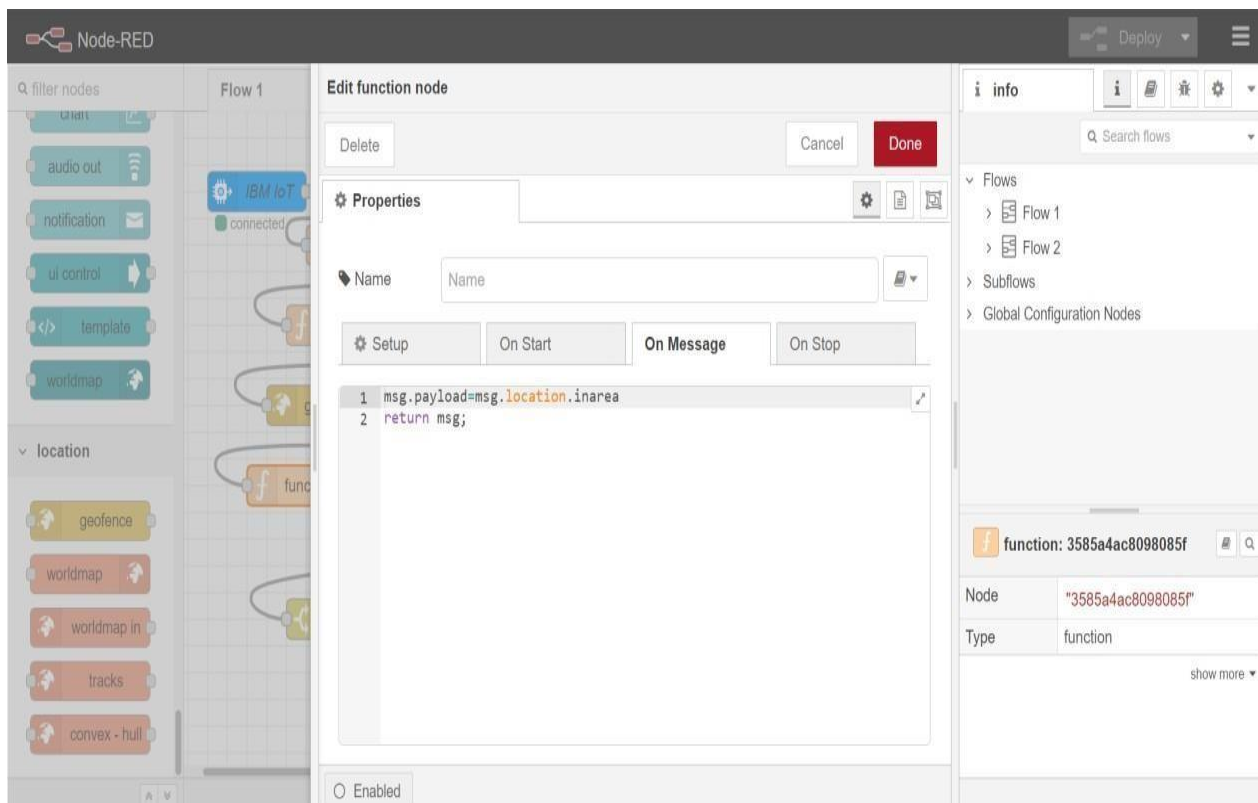 Node-RED
Deploy
filter nodes
Flow 1
Edit function node
i info
i
chart
Delete
Cancel
Done
Search flows
audio out
IBM IoT
Properties
Flows
notification
connected
Flow 1
Flow 2
ui control
Name
Name
Subflows
Global Configuration Nodes
</> template
Setup
On Start
On Message
On Stop
worldmap
1 msg.payload=msg.location.inarea
2 return msg;
location
f
g
func
geofence
function: 3585a4ac8098085f
worldmap
Node
"3585a4ac8098085f"
worldmap in
Type
function
tracks
show more
convex - hull
Enabled